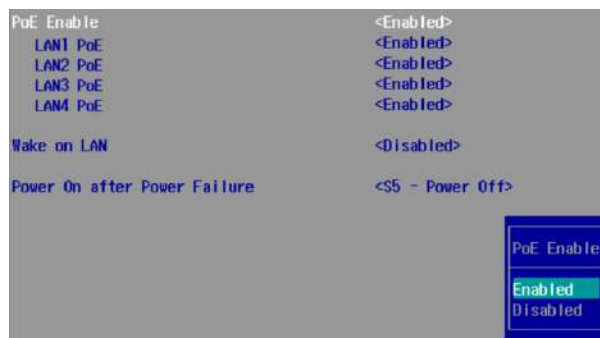 PoE Enable <Enabled>
LAN1 PoE <Enabled>
LAN2 PoE <Enabled>
LAN3 PoE <Enabled>
LAN4 PoE <Enabled>
Wake on LAN <Disabled>
Power On after Power Failure <S5 - Power Off>
PoE Enable
Enabled
Disabled